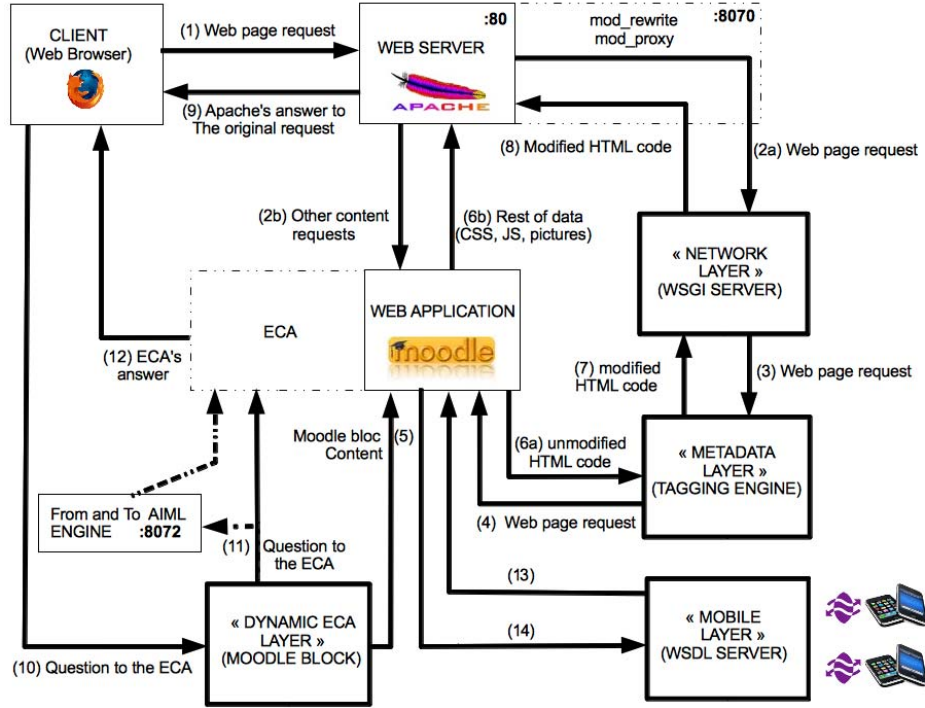 CLIENT
(Web Browser)
(1) Web page request
:80
WEB SERVER
APACHE
mod_rewrite
mod_proxy
:8070
(9) Apache's answer to
The original request
(8) Modified HTML code
(2a) Web page request
(2b) Other content
requests
(6b) Rest of data
(CSS, JS, pictures)
« NETWORK
LAYER »
(WSGI SERVER)
ECA
WEB APPLICATION
moodle
(12) ECA's
answer
(7) modified
HTML code
(3) Web page request
Moodle bloc
Content
(5)
(6a) unmodified
HTML code
« METADATA
LAYER »
(TAGGING ENGINE)
(4) Web page request
From and To AIML
ENGINE :8072
(11) Question to
the ECA
(13)
« DYNAMIC ECA
LAYER »
(MOODLE BLOCK)
(14)
« MOBILE
LAYER »
(WSDL SERVER)
(10) Question to the ECA